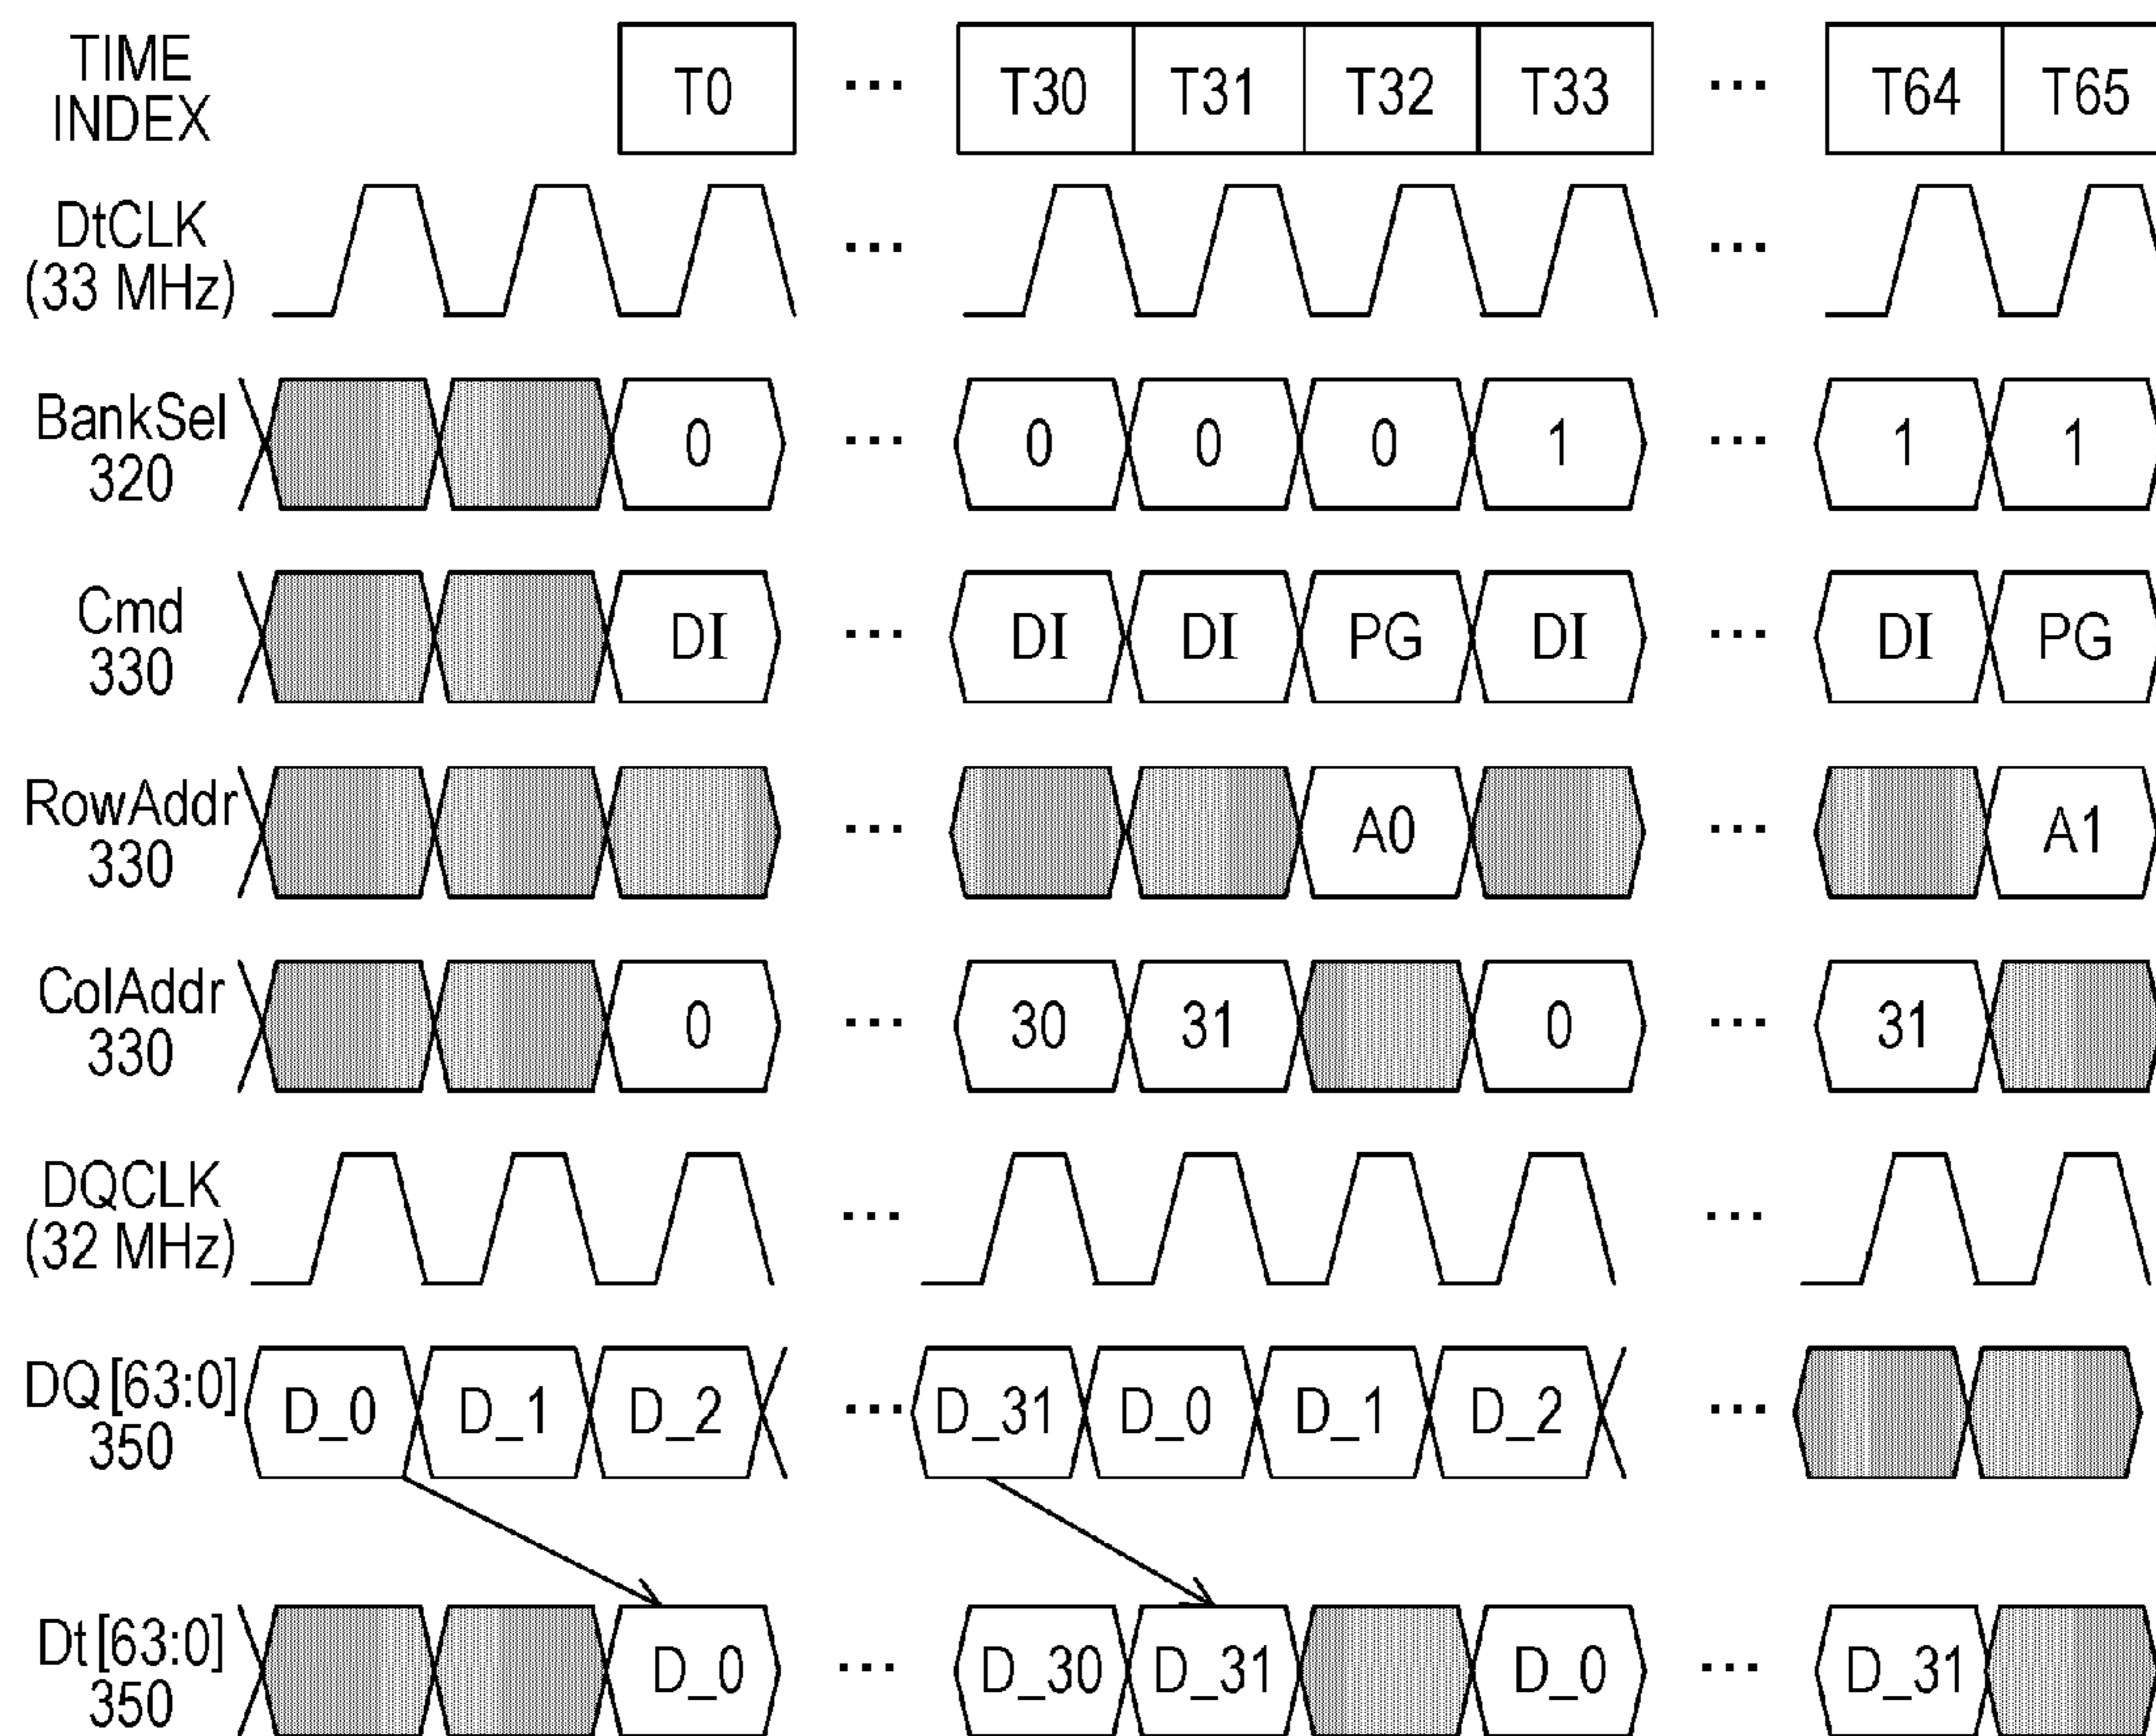 TIME
INDEX
T0 ... T30 T31 T32 T33 ... T64 T65
DtCLK
(33 MHz)
... ...
BankSel
320
0 ... 0 0 0 1 ... 1 1
Cmd
330
DI ... DI DI PG DI ... DI PG
RowAddr
330
... A0 ... A1
ColAddr
330
0 ... 30 31 0 ... 31
DQCLK
(32 MHz)
... ...
DQ[63:0]
350
D_0 D_1 D_2 ... D_31 D_0 D_1 D_2 ...
Dt[63:0]
350
D_0 ... D_30 D_31 D_0 ... D_31